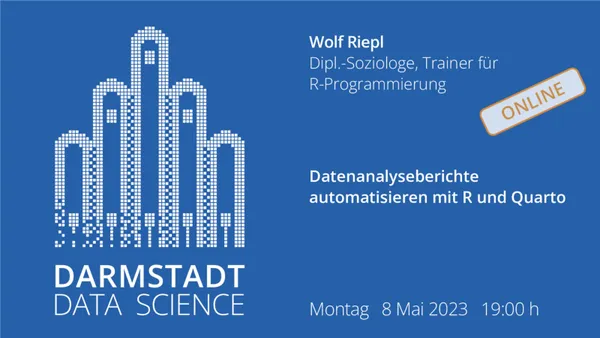 Wolf Riepl
Dipl.-Soziologe, Trainer für
R-Programmierung
ONLINE
Datenanalyseberichte
automatisieren mit R und Quarto
DARMSTADT
DATA SCIENCE
Montag 8 Mai 2023 19:00 h